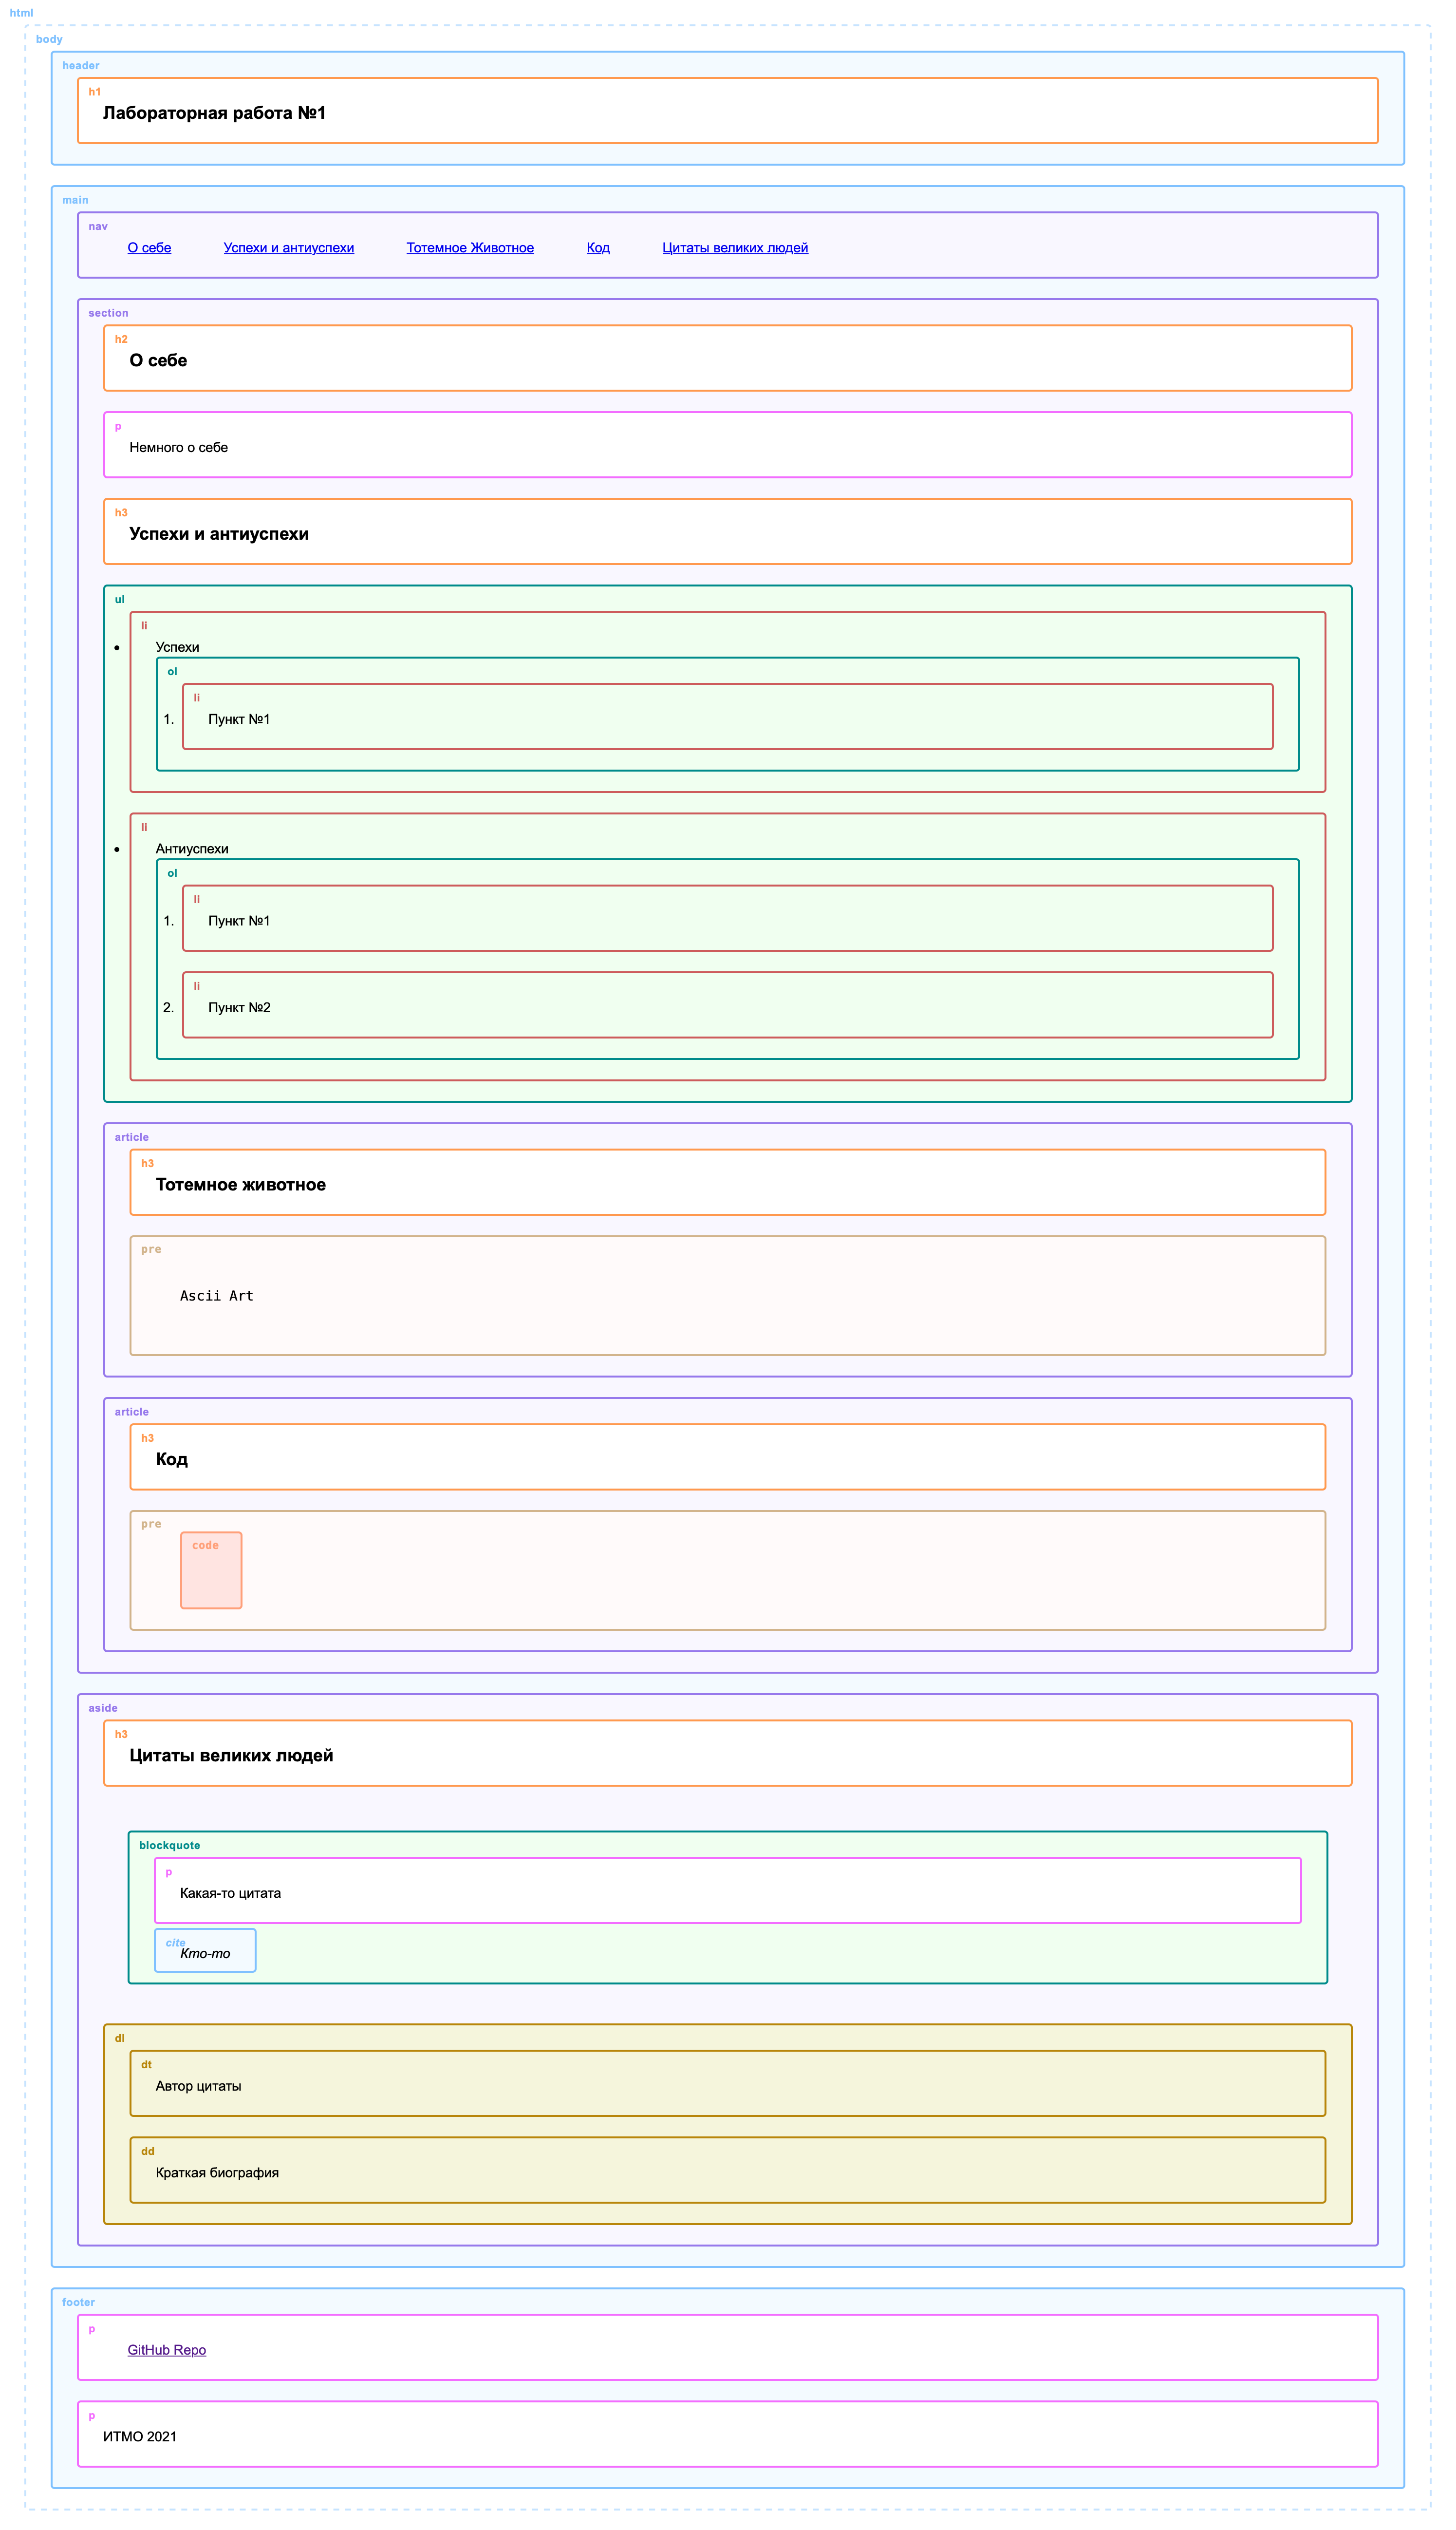 html
body
header
h1
Лабораторная работа №1
main
nav
О себе Успехи и антиуспехи Тотемное Животное Код Цитаты великих людей
section
h2
О себе
p
Немного о себе
h3
Успехи и антиуспехи
ul
li
Успехи
ol
li
1. Пункт №1
li
Антиуспехи
ol
li
1. Пункт №1
li
2. Пункт №2
article
h3
Тотемное животное
pre
Ascii Art
article
h3
Код
pre
code
aside
h3
Цитаты великих людей
blockquote
p
Какая-то цитата
cite
Кто-то
dl
dt
Автор цитаты
dd
Краткая биография
footer
p
GitHub Repo
p
ИТМО 2021